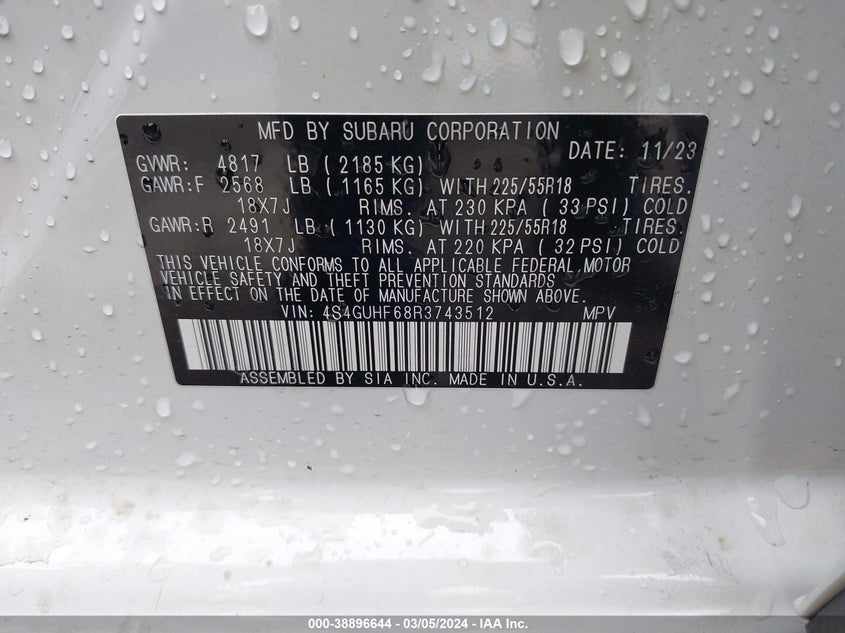 MFD BY SUBARU CORPORATION
DATE: 11/23
GVWR: 4817 LB ( 2185 KG)
GAWR:F 2568 LB ( 1165 KG) WITH 225/55R18 TIRES.
18X7J RIMS. AT 230 KPA ( 33 PSI) COLD
GAWR:R 2491 LB ( 1130 KG) WITH 225/55R18 TIRES.
18X7J RIMS. AT 220 KPA ( 32 PSI) COLD
THIS VEHICLE CONFORMS TO ALL APPLICABLE FEDERAL MOTOR
VEHICLE SAFETY AND THEFT PREVENTION STANDARDS
IN EFFECT ON THE DATE OF MANUFACTURE SHOWN ABOVE.
VIN: 4S4GUHF68R3743512 MPV
ASSEMBLED BY SIA INC. MADE IN U.S.A.
000-38896644 - 03/05/2024 - IAA Inc.